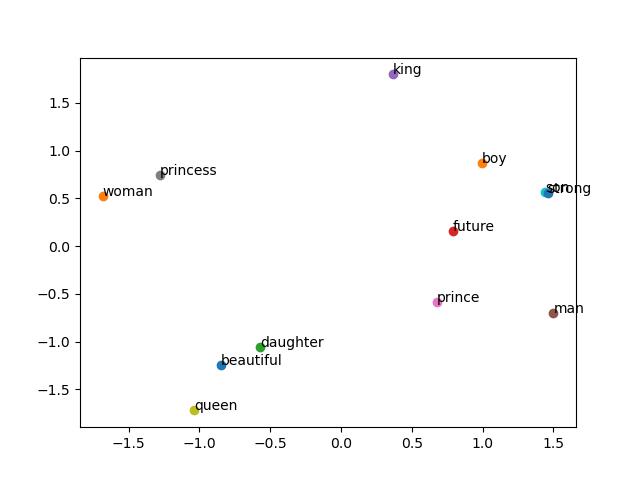 king
1.5
1.0
boy
princess
son
strong
woman
0.5
future
0.0
prince
−0.5
man
−1.0
daughter
beautiful
−1.5
queen
−1.5 −1.0 −0.5 0.0 0.5 1.0 1.5